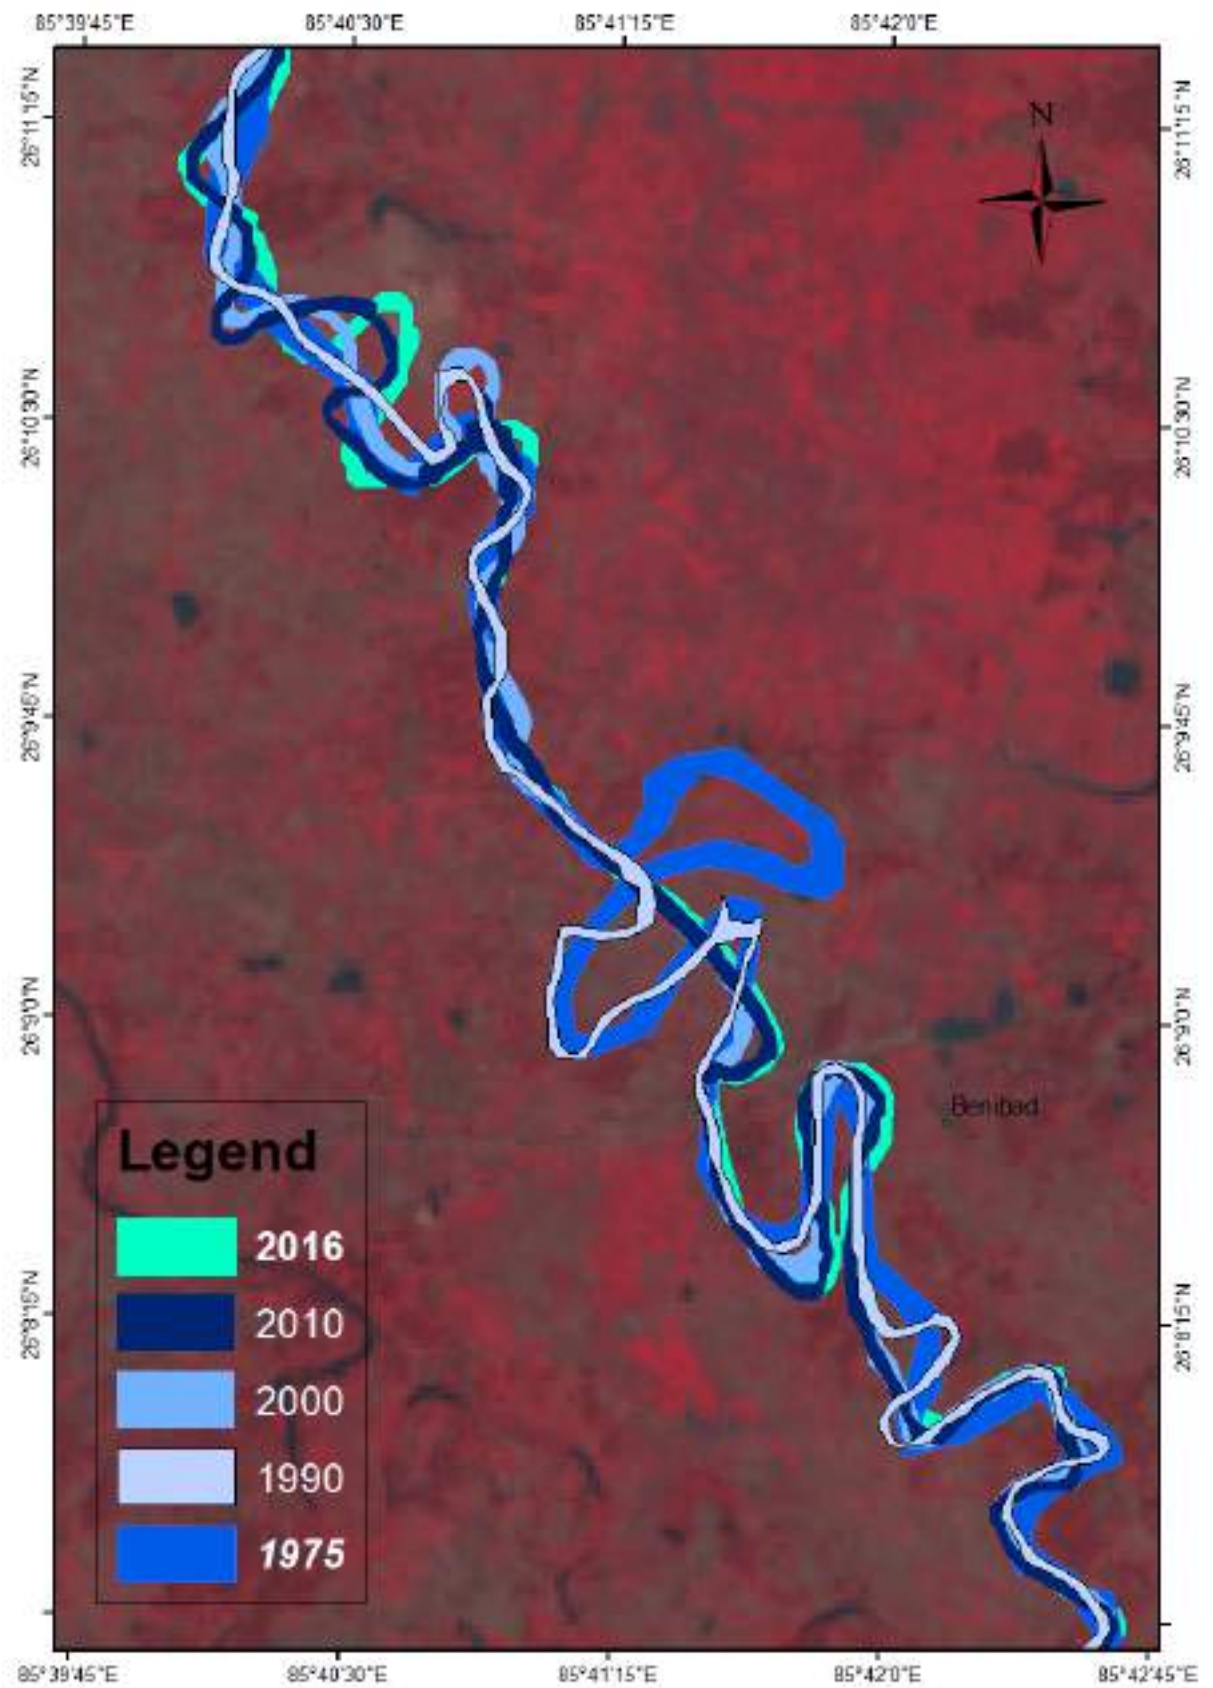 85°39'45"E 85°40'30"E 85°41'15"E 85°42'0"E
N
26°11'15"N 26°11'15"N
26°10'30"N 26°10'30"N
26°9'45"N 26°9'45"N
26°9'0"N 26°9'0"N
Benibad
Legend
2016
26°8'15"N 26°8'15"N
2010
2000
1990
1975
85°39'45"E 85°40'30"E 85°41'15"E 85°42'0"E 85°42'45"E